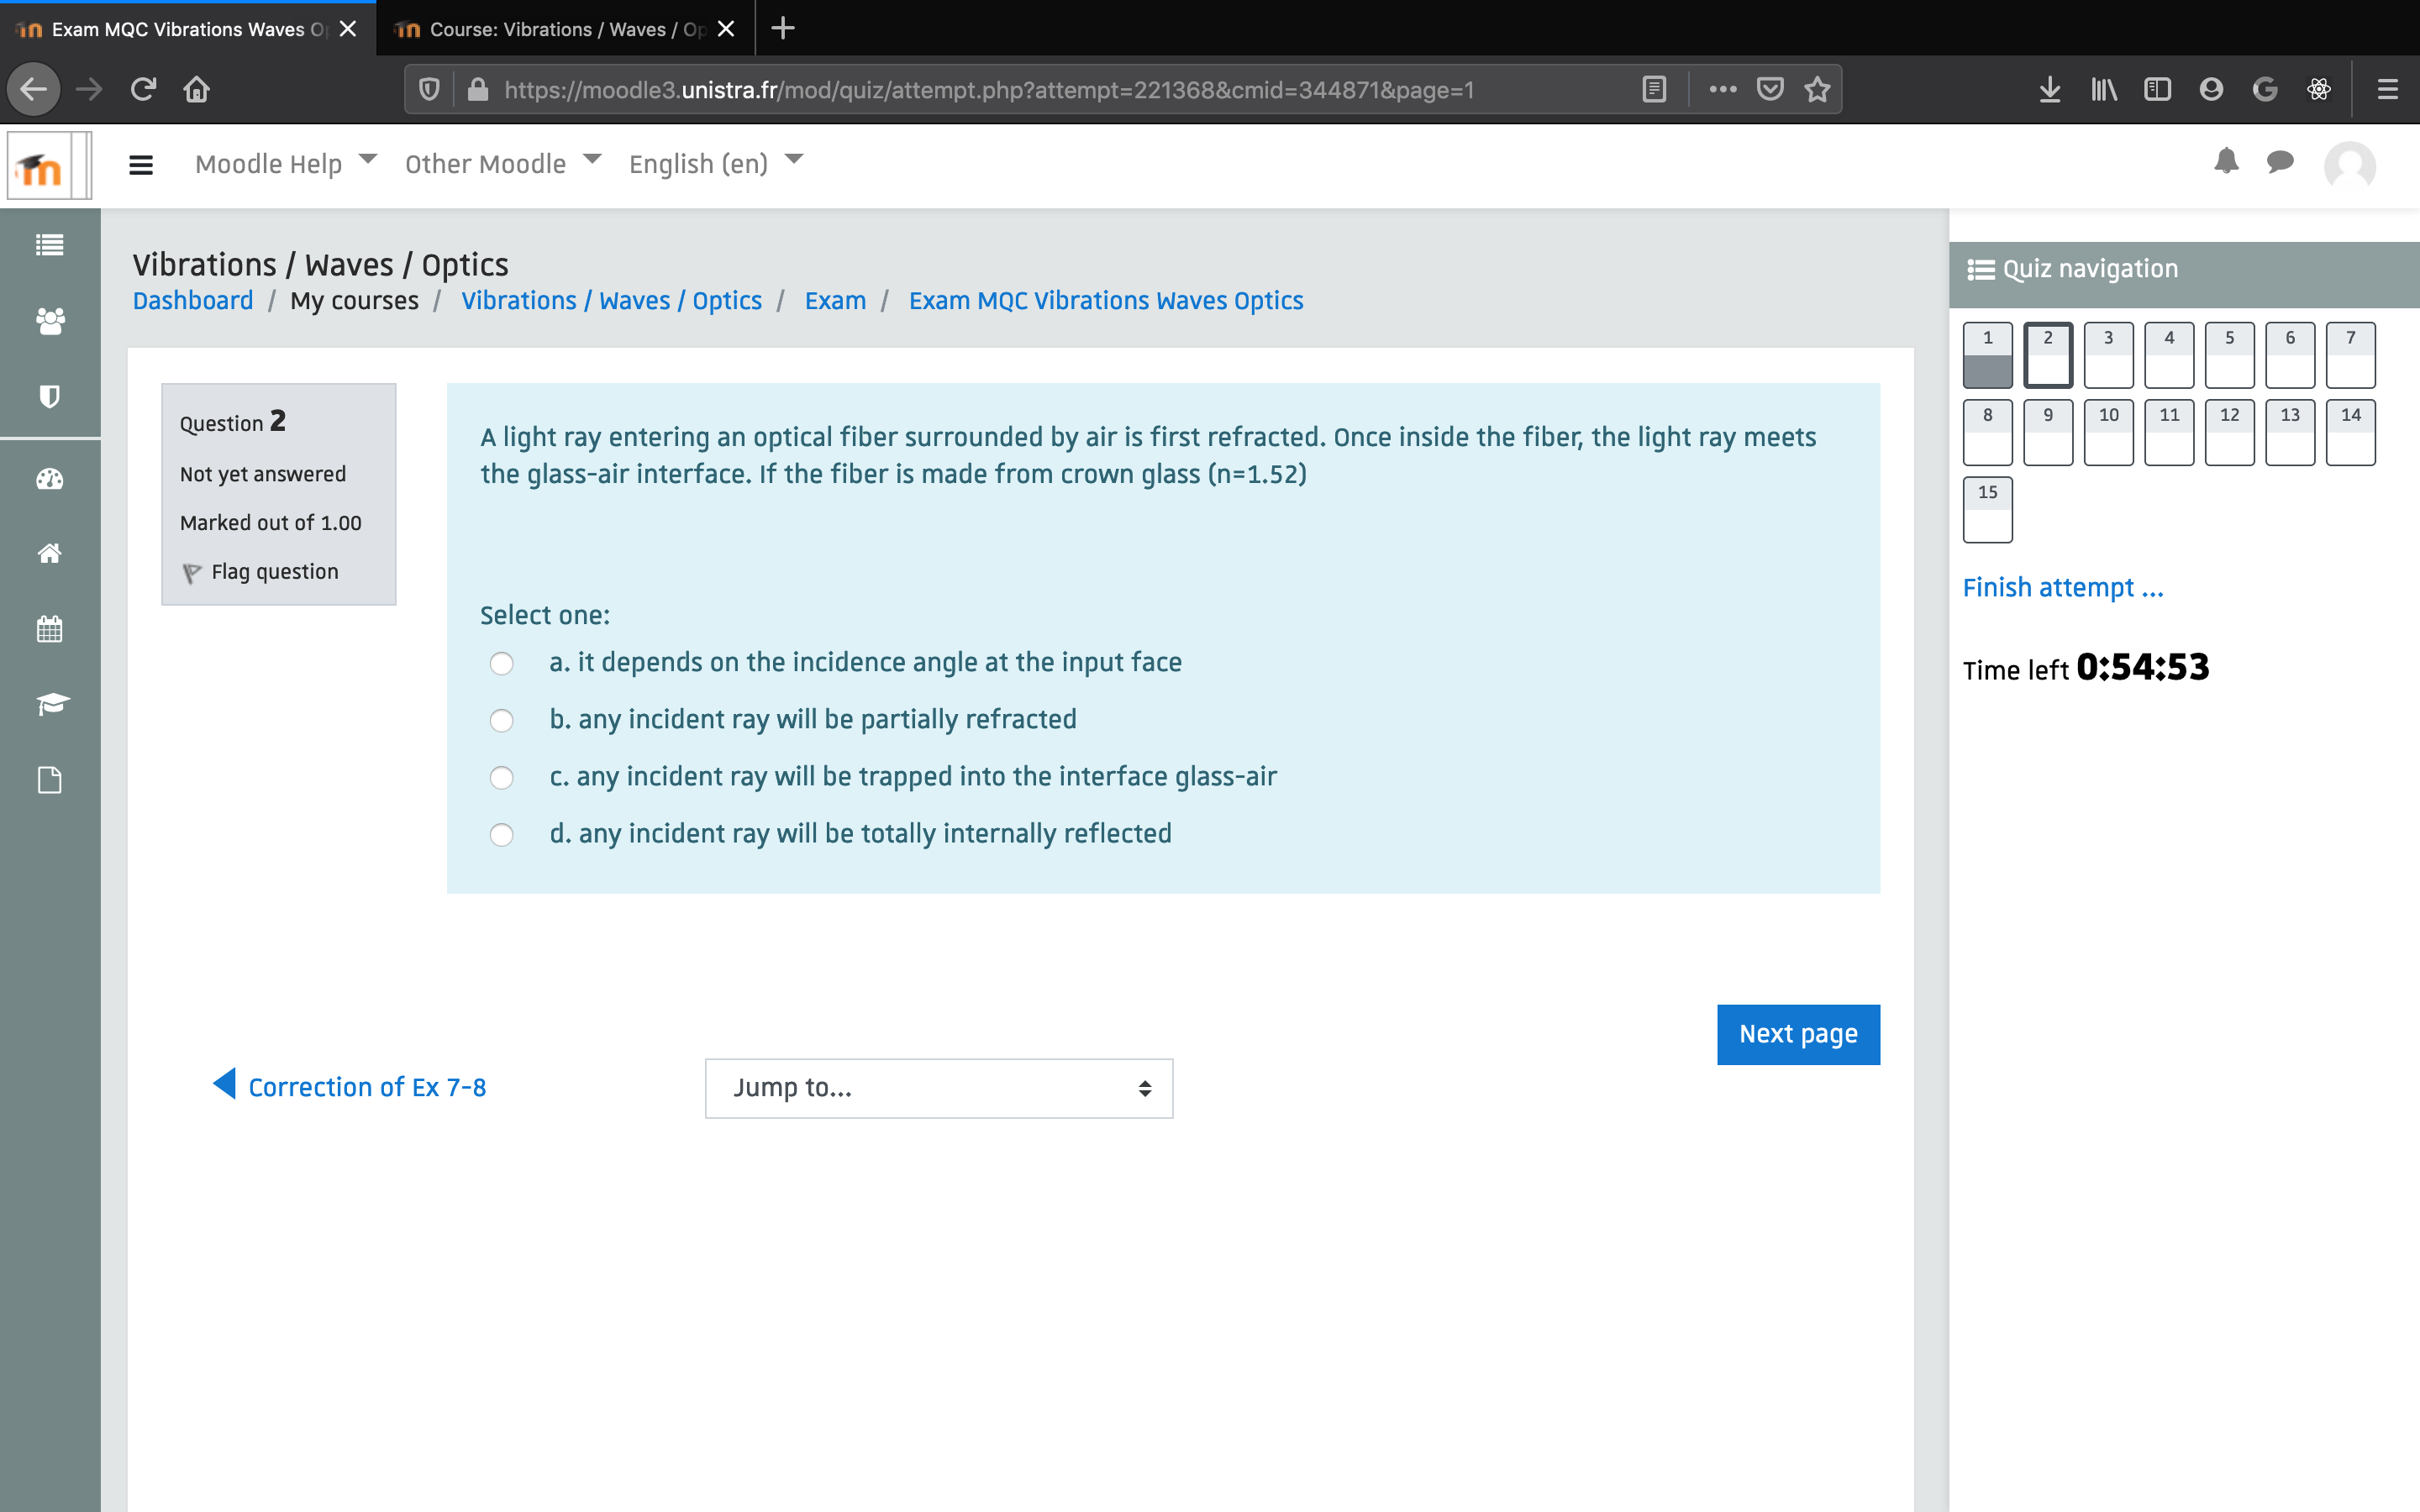 Exam MQC Vibrations Waves
Course: Vibrations / Waves /
https://moodle3.unistra.fr/mod/quiz/attempt.php?attempt=221368&cmid=344871&page=1
Moodle Help Other Moodle English (en)
Vibrations / Waves / Optics
Dashboard / My courses / Vibrations / Waves / Optics / Exam / Exam MQC Vibrations Waves Optics
Question 2
Not yet answered
Marked out of 1.00
Flag question
A light ray entering an optical fiber surrounded by air is first refracted. Once inside the fiber, the light ray meets
the glass-air interface. If the fiber is made from crown glass (n=1.52)
Select one:
a. it depends on the incidence angle at the input face
b. any incident ray will be partially refracted
c. any incident ray will be trapped into the interface glass-air
d. any incident ray will be totally internally reflected
Next page
Correction of Ex 7-8
Jump to...
Quiz navigation
1 2 3 4 5 6 7
8 9 10 11 12 13 14
15
Finish attempt ...
Time left 0:54:53